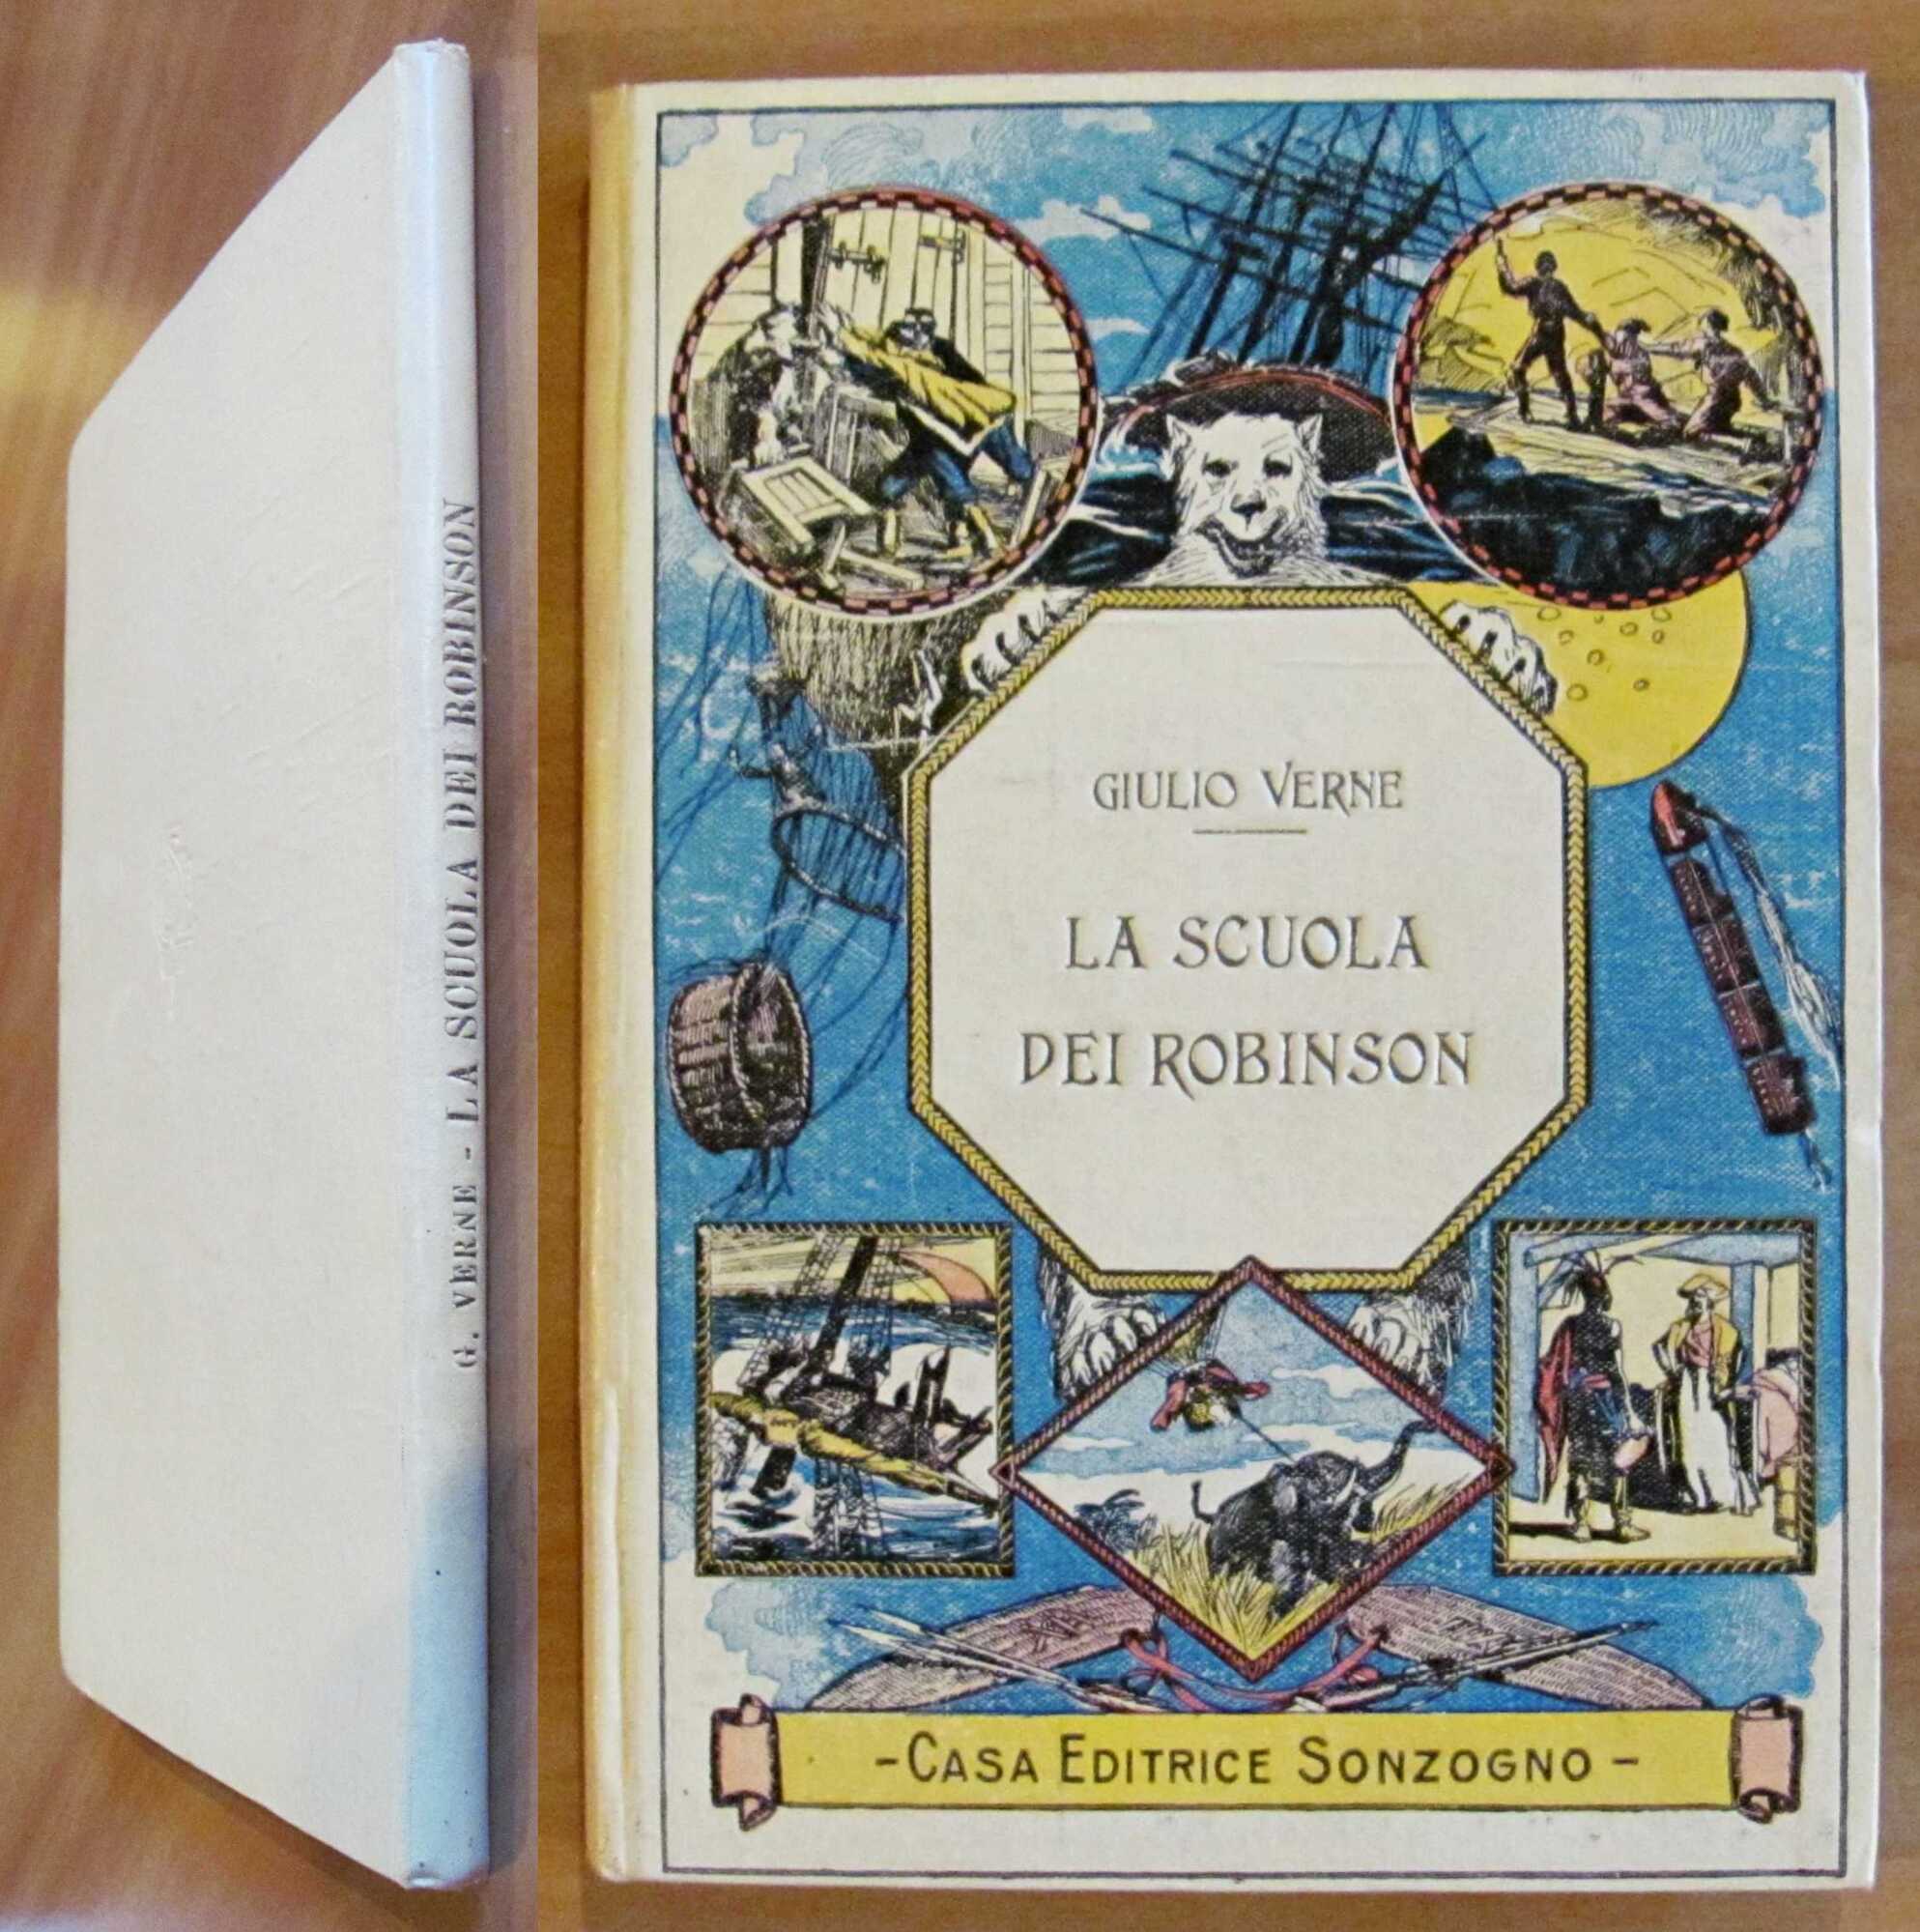 G. VERNE - LA SCUOLA DEI ROBINSON
GIULIO VERNE
LA SCUOLA
DEI ROBINSON
- CASA EDITRICE SONZOGNO -